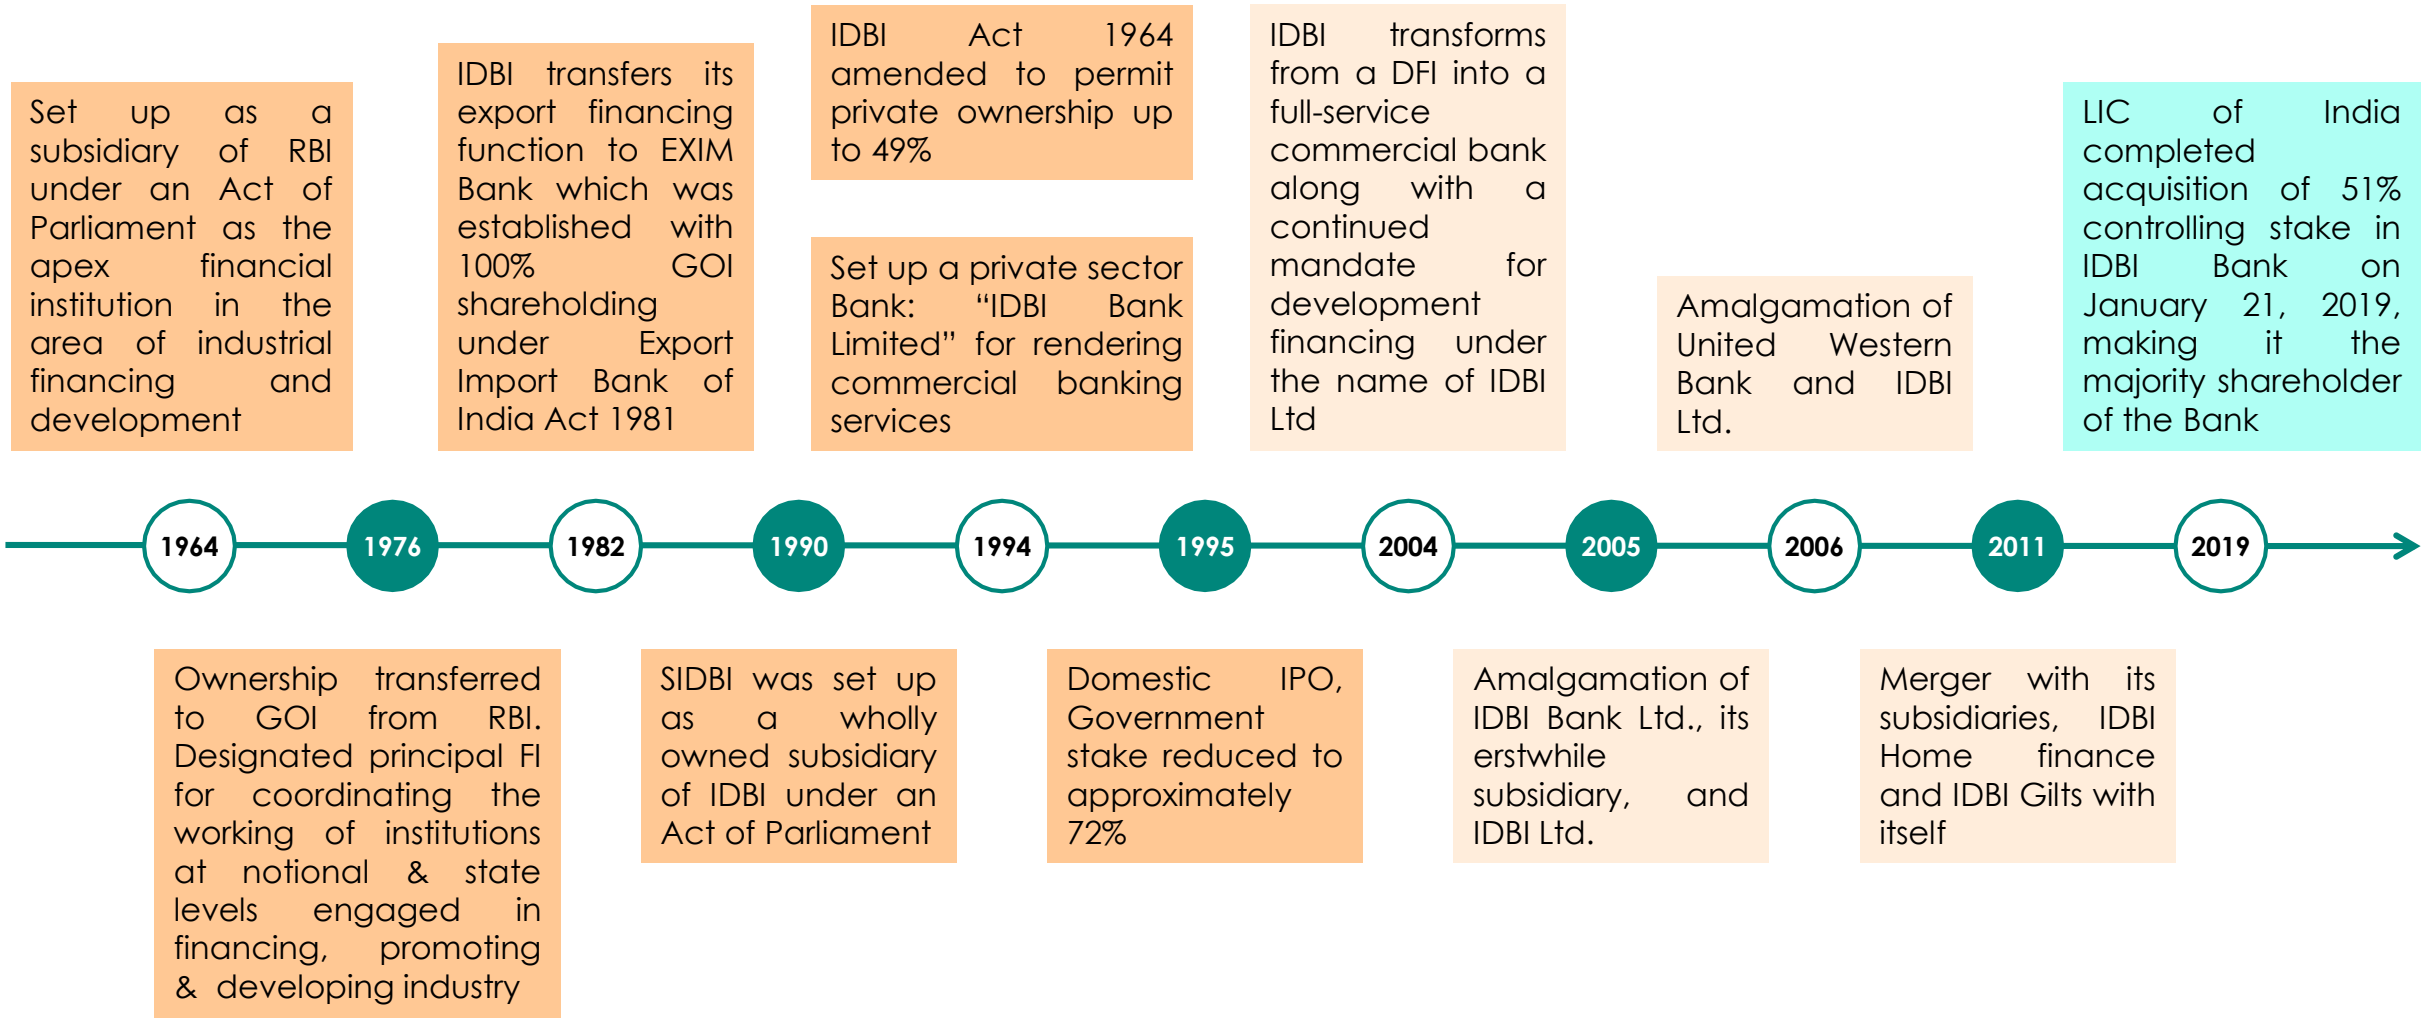 Set up as a
subsidiary of RBI
under an Act of
Parliament as the
apex financial
institution in the
area of industrial
financing and
development
IDBI transfers its
export financing
function to EXIM
Bank which was
established with
100% GOI
shareholding
under Export
Import Bank of
India Act 1981
IDBI Act 1964
amended to permit
private ownership up
to 49%
Set up a private sector
Bank: “IDBI Bank
Limited” for rendering
commercial banking
services
IDBI transforms
from a DFI into a
full-service
commercial bank
along with a
continued
mandate for
development
financing under
the name of IDBI
Ltd
Amalgamation of
United Western
Bank and IDBI
Ltd.
LIC of India
completed
acquisition of 51%
controlling stake in
IDBI Bank on
January 21, 2019,
making it the
majority shareholder
of the Bank
1964 1976 1982 1990 1994 1995 2004 2005 2006 2011 2019
Ownership transferred
to GOI from RBI.
Designated principal FI
for coordinating the
working of institutions
at notional & state
levels engaged in
financing, promoting
& developing industry
SIDBI was set up
as a wholly
owned subsidiary
of IDBI under an
Act of Parliament
Domestic IPO,
Government
stake reduced to
approximately
72%
Amalgamation of
IDBI Bank Ltd., its
erstwhile
subsidiary, and
IDBI Ltd.
Merger with its
subsidiaries, IDBI
Home finance
and IDBI Gilts with
itself